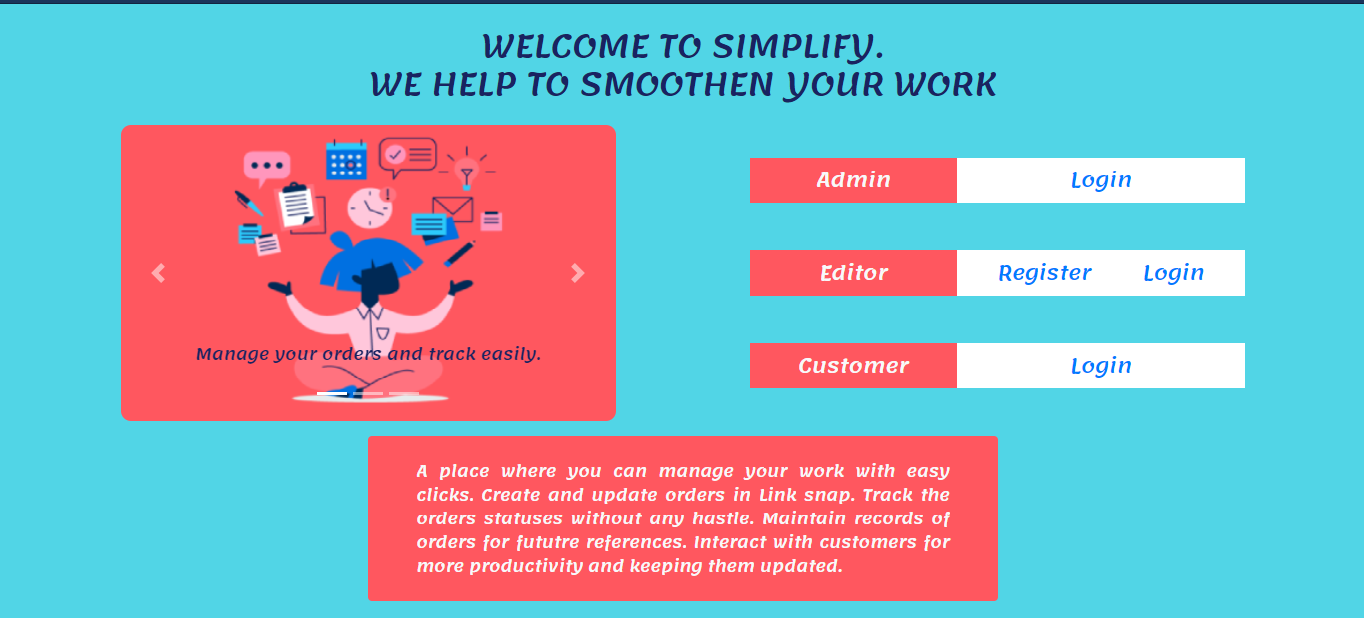 WELCOME TO SIMPLIFY.
WE HELP TO SMOOTHEN YOUR WORK
Manage your orders and track easily.
Admin Login
Editor Register Login
Customer Login
A place where you can manage your work with easy
clicks. Create and update orders in Link snap. Track the
orders statuses without any hastle. Maintain records of
orders for fututre references. Interact with customers for
more productivity and keeping them updated.